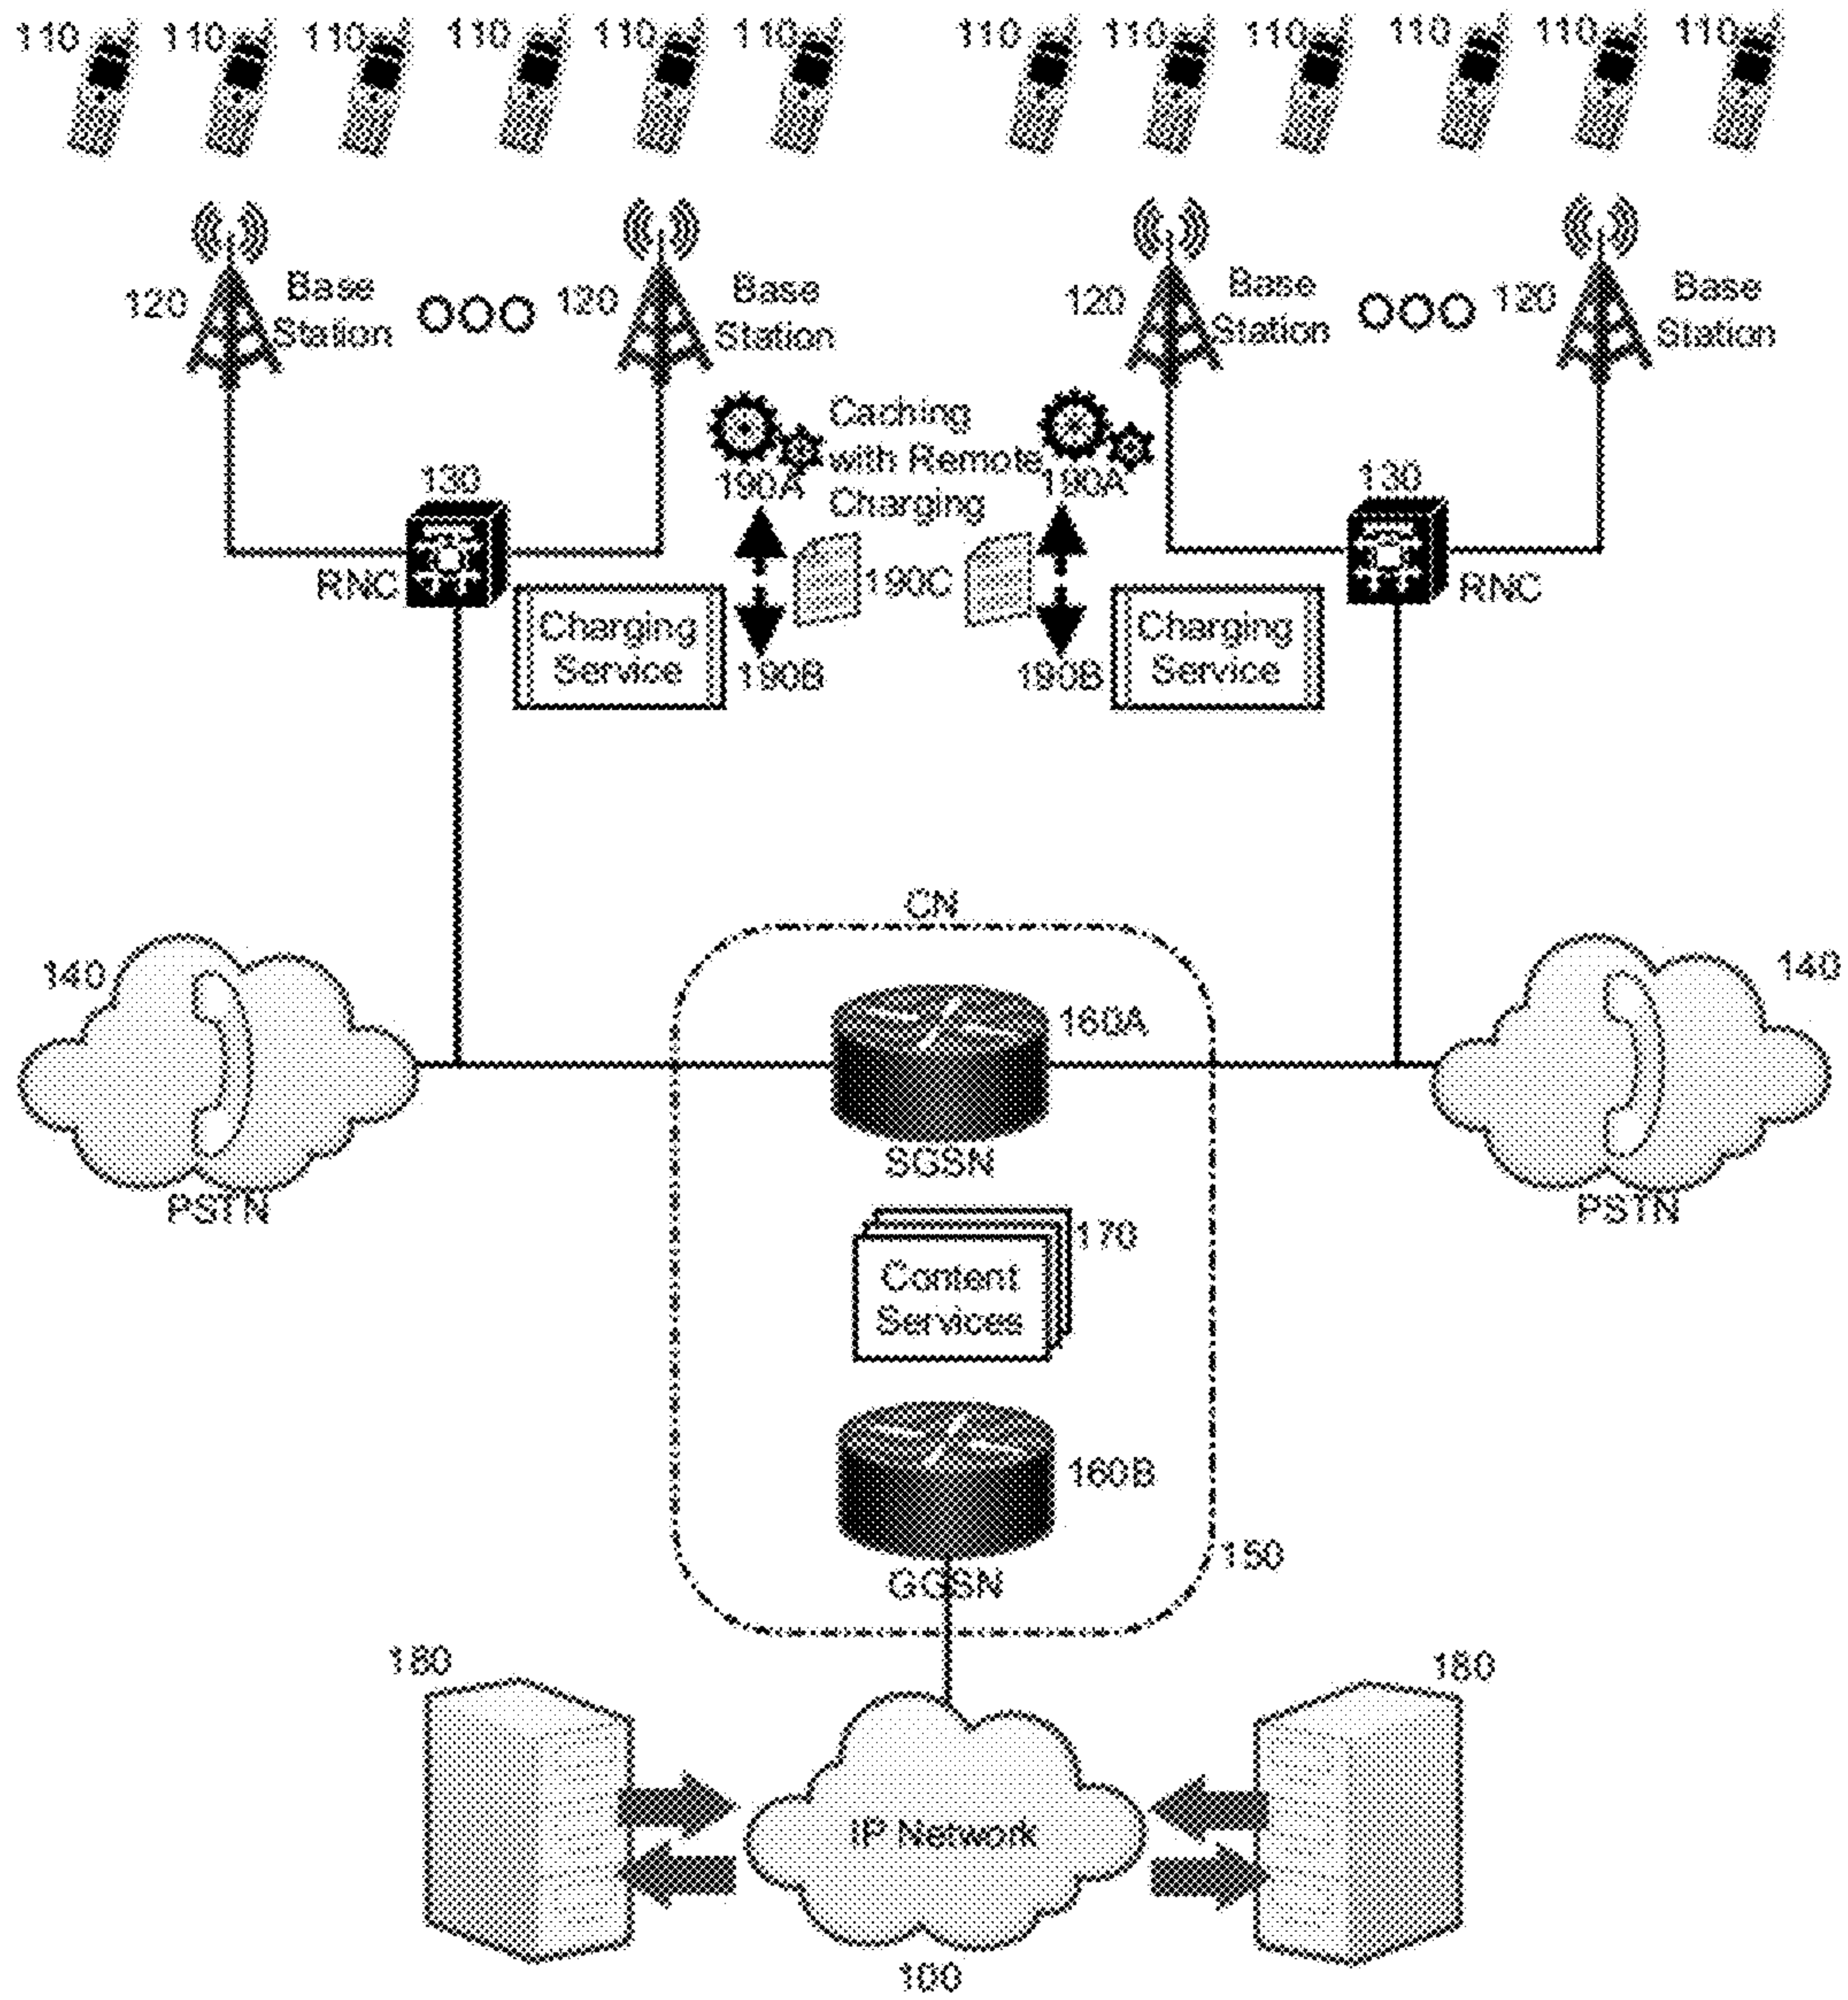 110 110 110 110 110 110 110 110 110 110 110 110
120 Base Station 120 Base Station 120 Base Station 120 Base Station
Caching
with Remote
Charging
190A 190A
130 130
RNC RNC
190C
Charging
Service
Charging
Service
190B 190B
CN
140 140
160A
SGSN
PSTN PSTN
170
Content
Services
160B
GGSN
150
180 180
IP Network
100